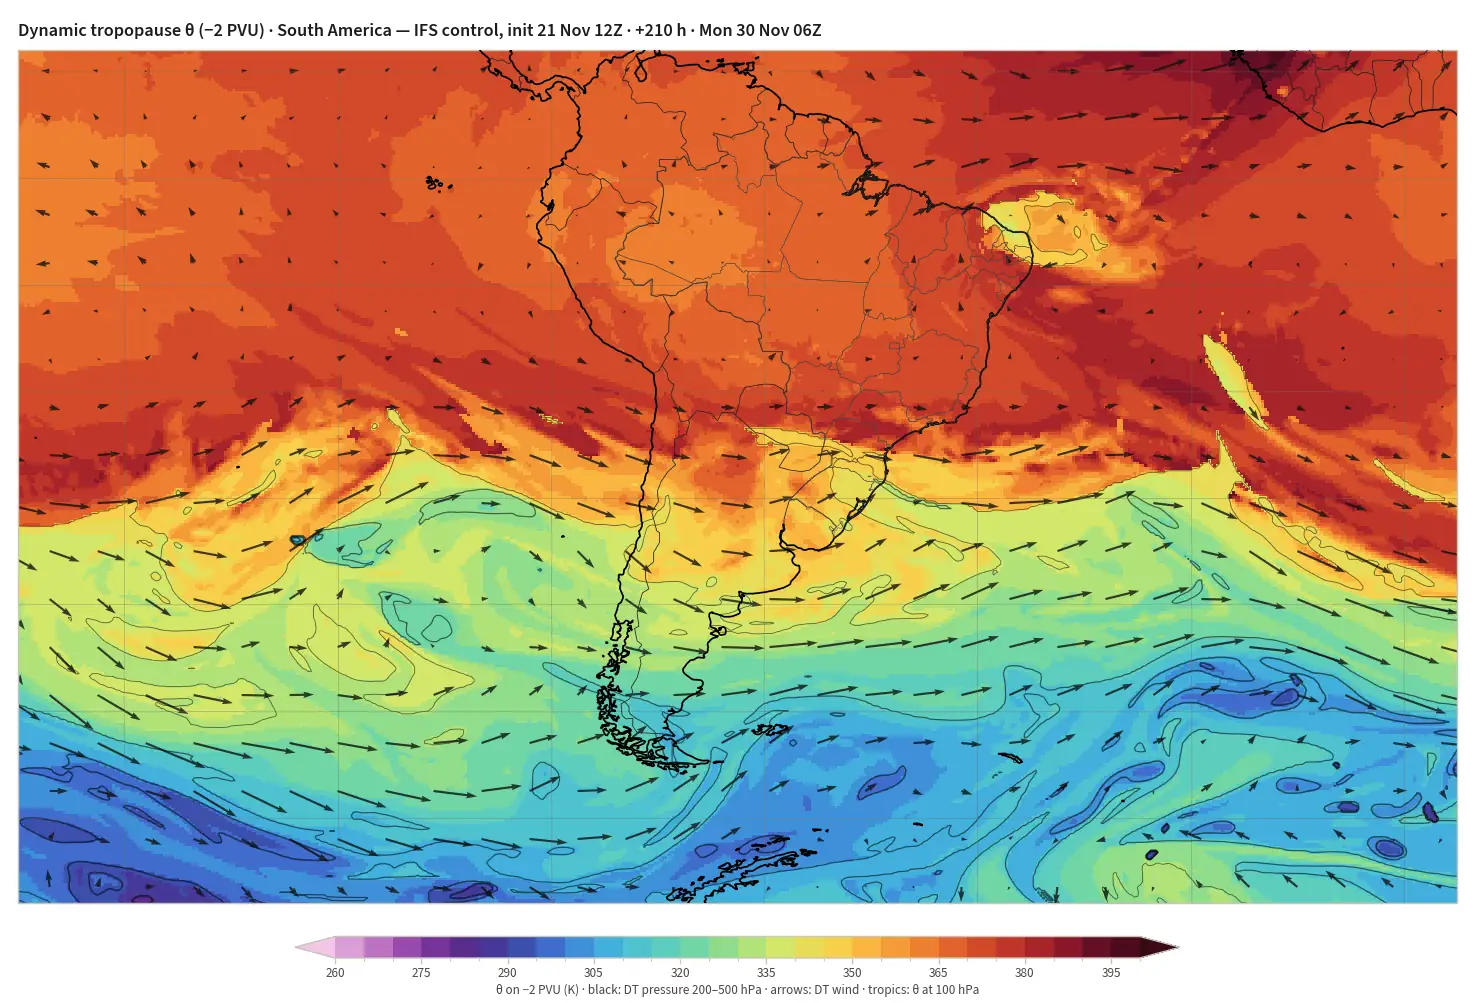 Dynamic tropopause θ (−2 PVU) · South America — IFS control, init 21 Nov 12Z · +210 h · Mon 30 Nov 06Z
260 275 290 305 320 335 350 365 380 395
θ on −2 PVU (K) · black: DT pressure 200–500 hPa · arrows: DT wind · tropics: θ at 100 hPa